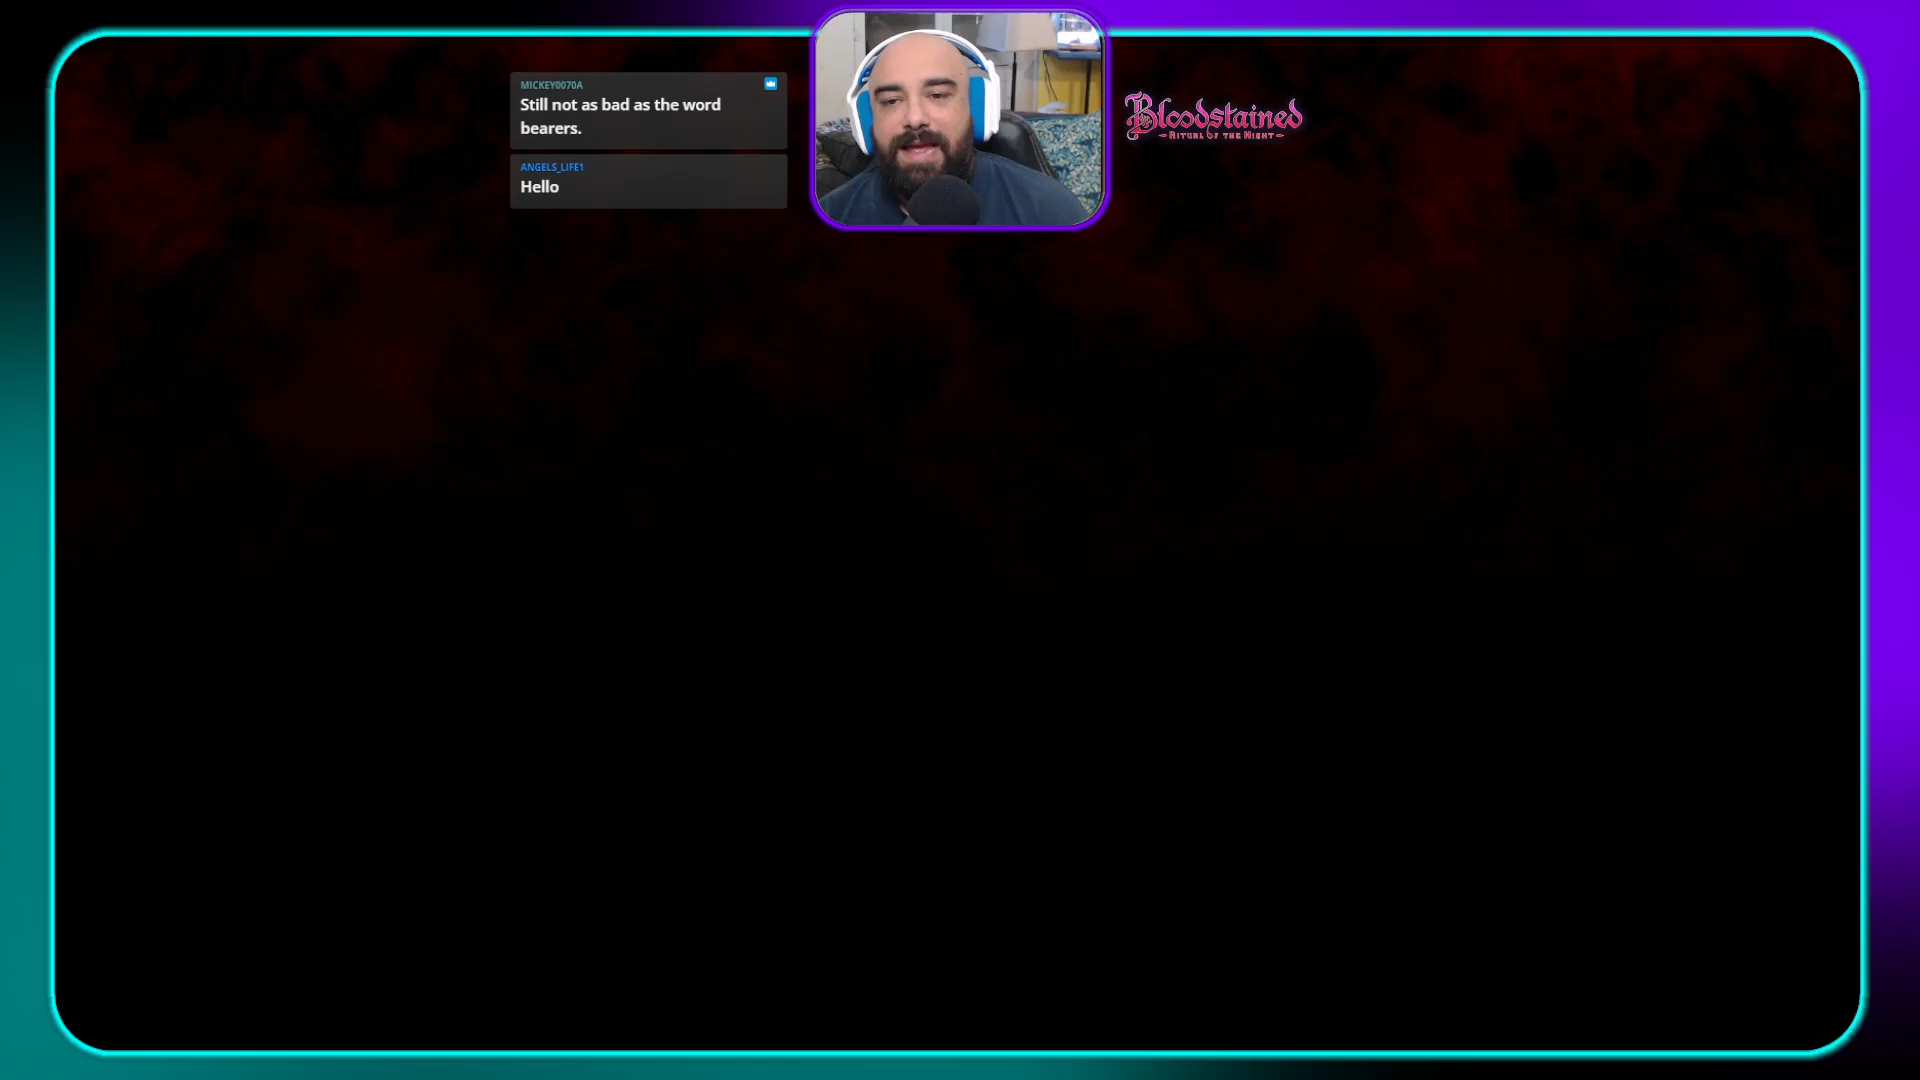 MICKEY0070A
Still not as bad as the word
bearers.
ANGELS_LIFE1
Hello
Bloodstained
RITUAL OF THE NIGHT